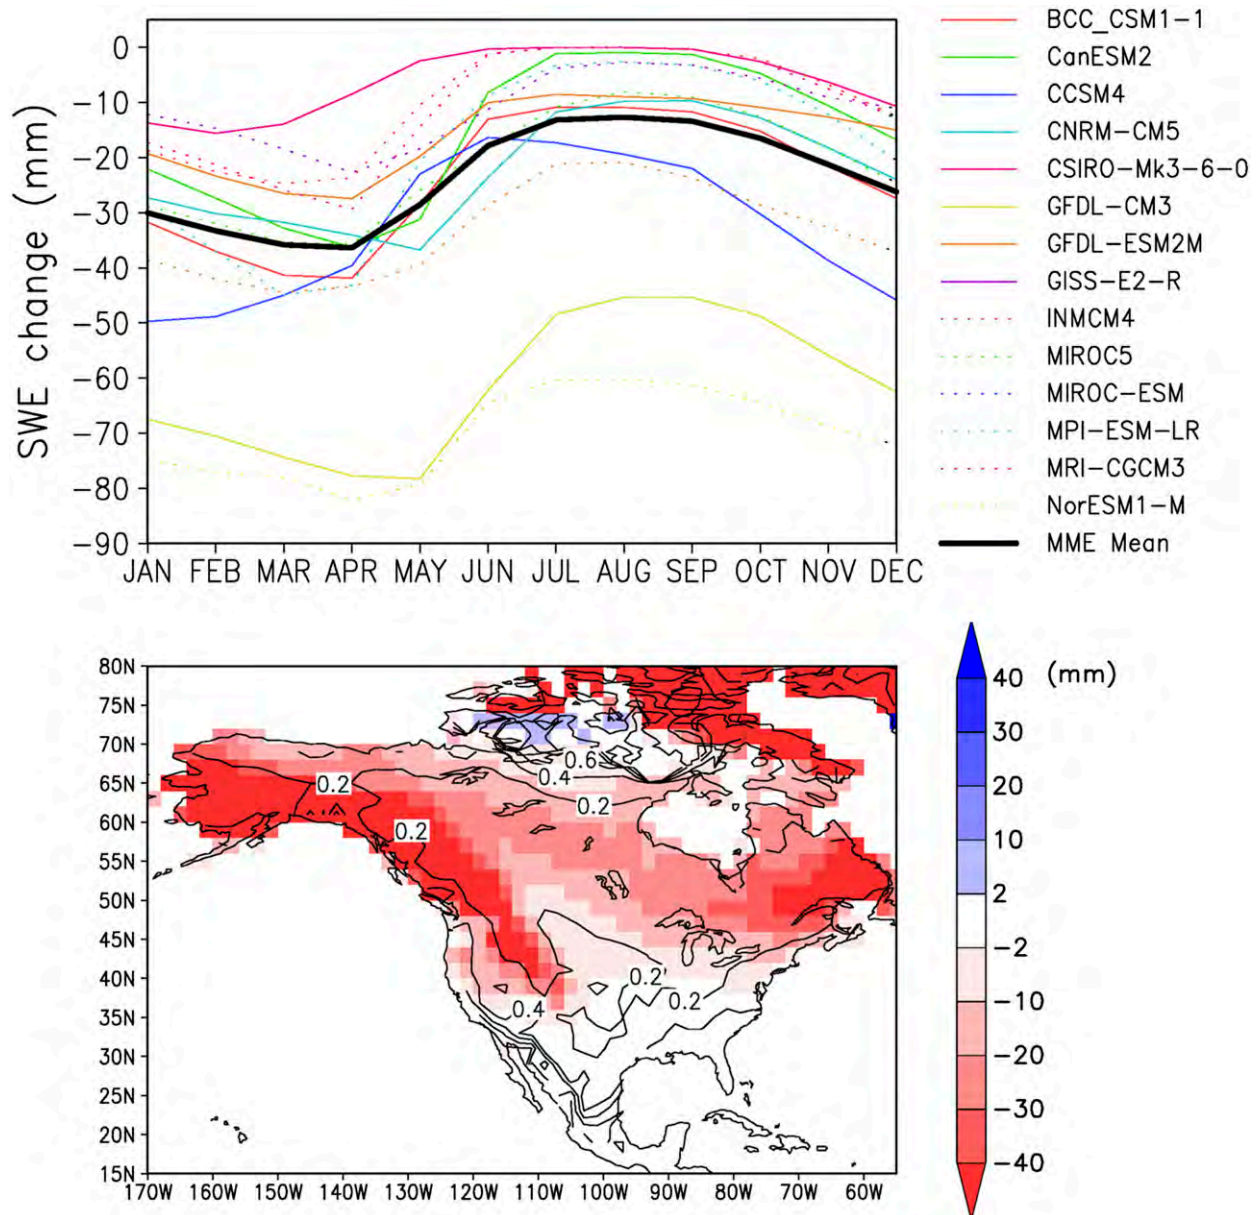 SWE change (mm)
0
−10
−20
−30
−40
−50
−60
−70
−80
−90
JAN FEB MAR APR MAY JUN JUL AUG SEP OCT NOV DEC
BCC_CSM1−1
CanESM2
CCSM4
CNRM−CM5
CSIRO−Mk3−6−0
GFDL−CM3
GFDL−ESM2M
GISS−E2−R
INMCM4
MIROC5
MIROC−ESM
MPI−ESM−LR
MRI−CGCM3
NorESM1−M
MME Mean
80N
75N
70N
65N
60N
55N
50N
45N
40N
35N
30N
25N
20N
15N
170W 160W 150W 140W 130W 120W 110W 100W 90W 80W 70W 60W
0.6
0.4
0.2
0.2
0.2
0.2
0.2
0.4
(mm)
40
30
20
10
2
−2
−10
−20
−30
−40